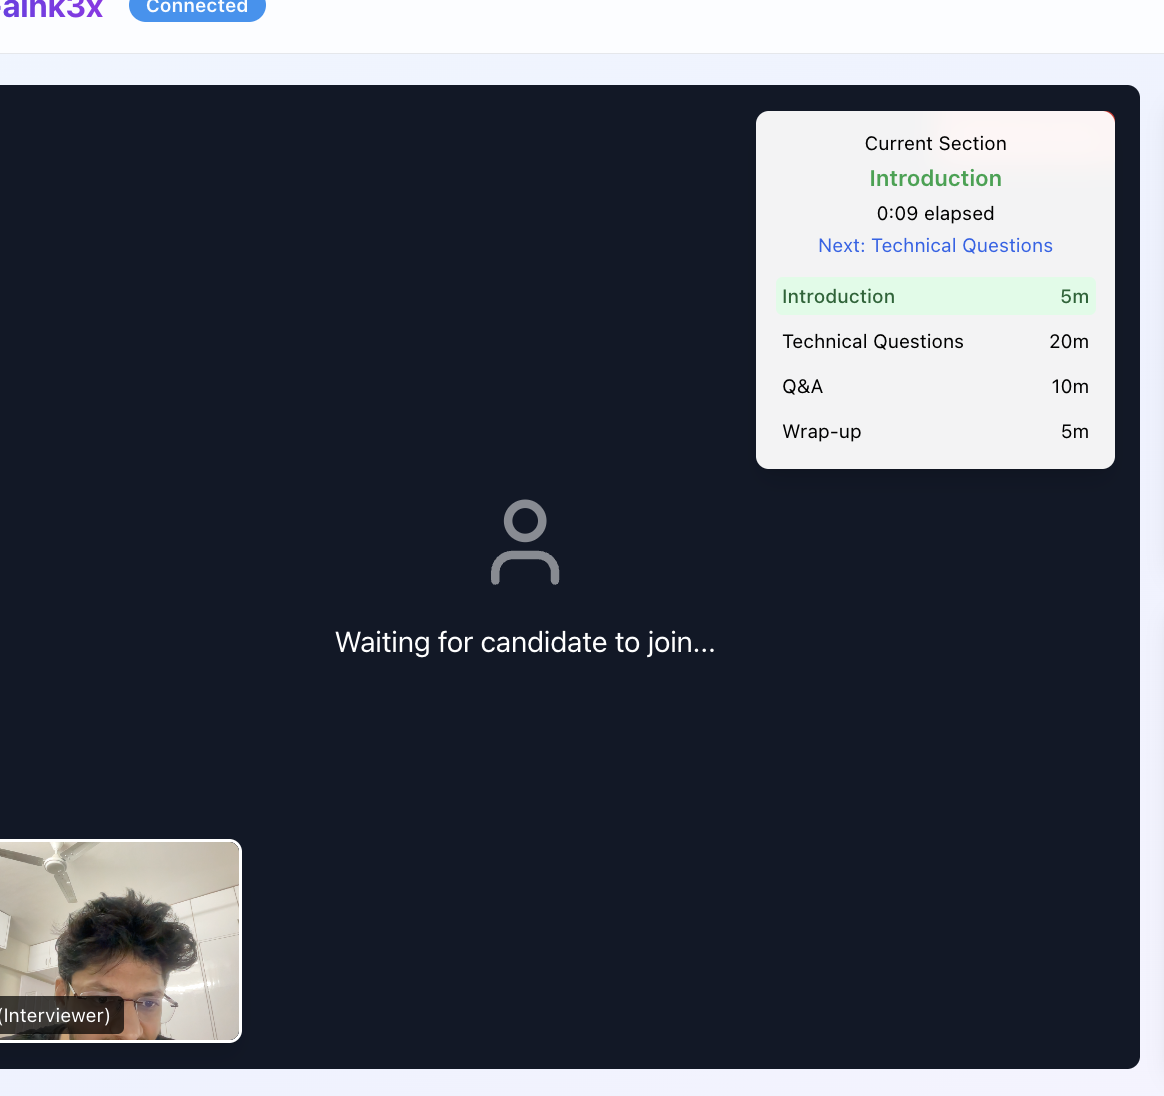 Connected
Current Section
Introduction
0:09 elapsed
Next: Technical Questions
Introduction 5m
Technical Questions 20m
Q&A 10m
Wrap-up 5m
Waiting for candidate to join...
(Interviewer)